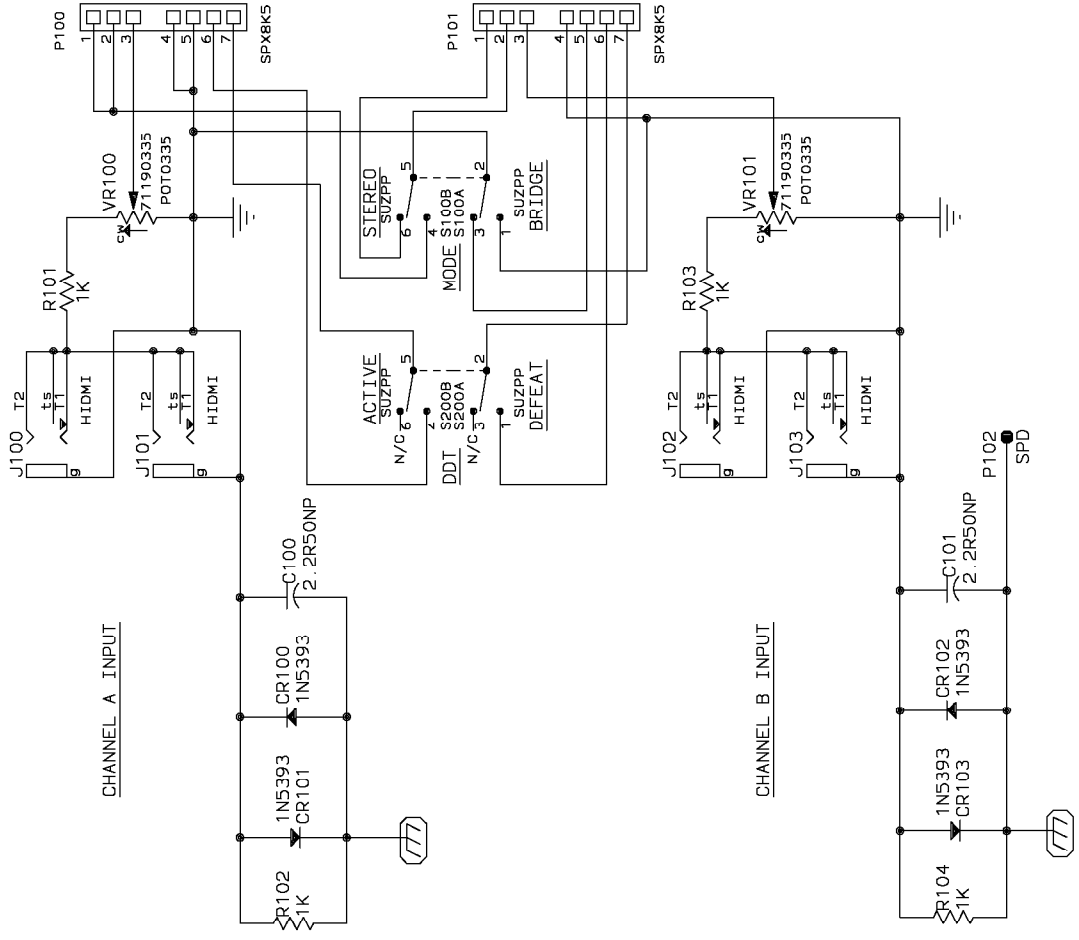 P100
1
2
3
4
5
6
7
SPX8K5
P101
1
2
3
4
5
6
7
SPX8K5
VR100
71190335
POT0335
CW
R101
1K
STEREO
SUZPP
5
6
4
MODE
S100B
S100A
2
3
1
SUZPP
BRIDGE
VR101
71190335
POT0335
CW
R103
1K
ACTIVE
SUZPP
5
6
N/C
DDT
S200B
S200A
2
3
N/C
1
SUZPP
DEFEAT
J100
T2
ts
T1
HIDMI
g
J101
T2
ts
T1
HIDMI
g
J102
T2
ts
T1
HIDMI
g
J103
T2
ts
T1
HIDMI
g
P102
SPD
CHANNEL A INPUT
C100
2.2R50NP
CR100
1N5393
1N5393
CR101
R102
1K
CHANNEL B INPUT
C101
2.2R50NP
CR102
1N5393
1N5393
CR103
R104
1K